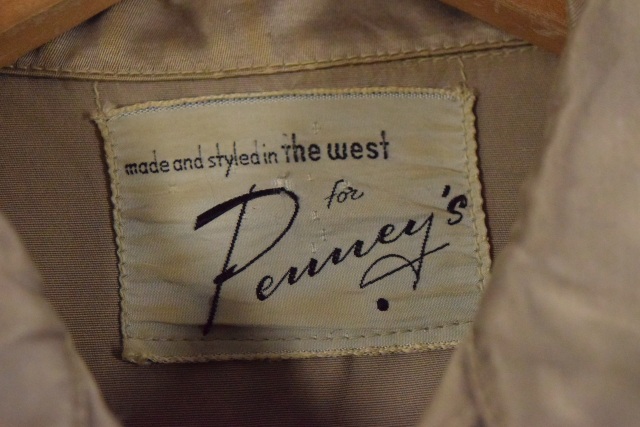 made and styled in the west
for
Penney's